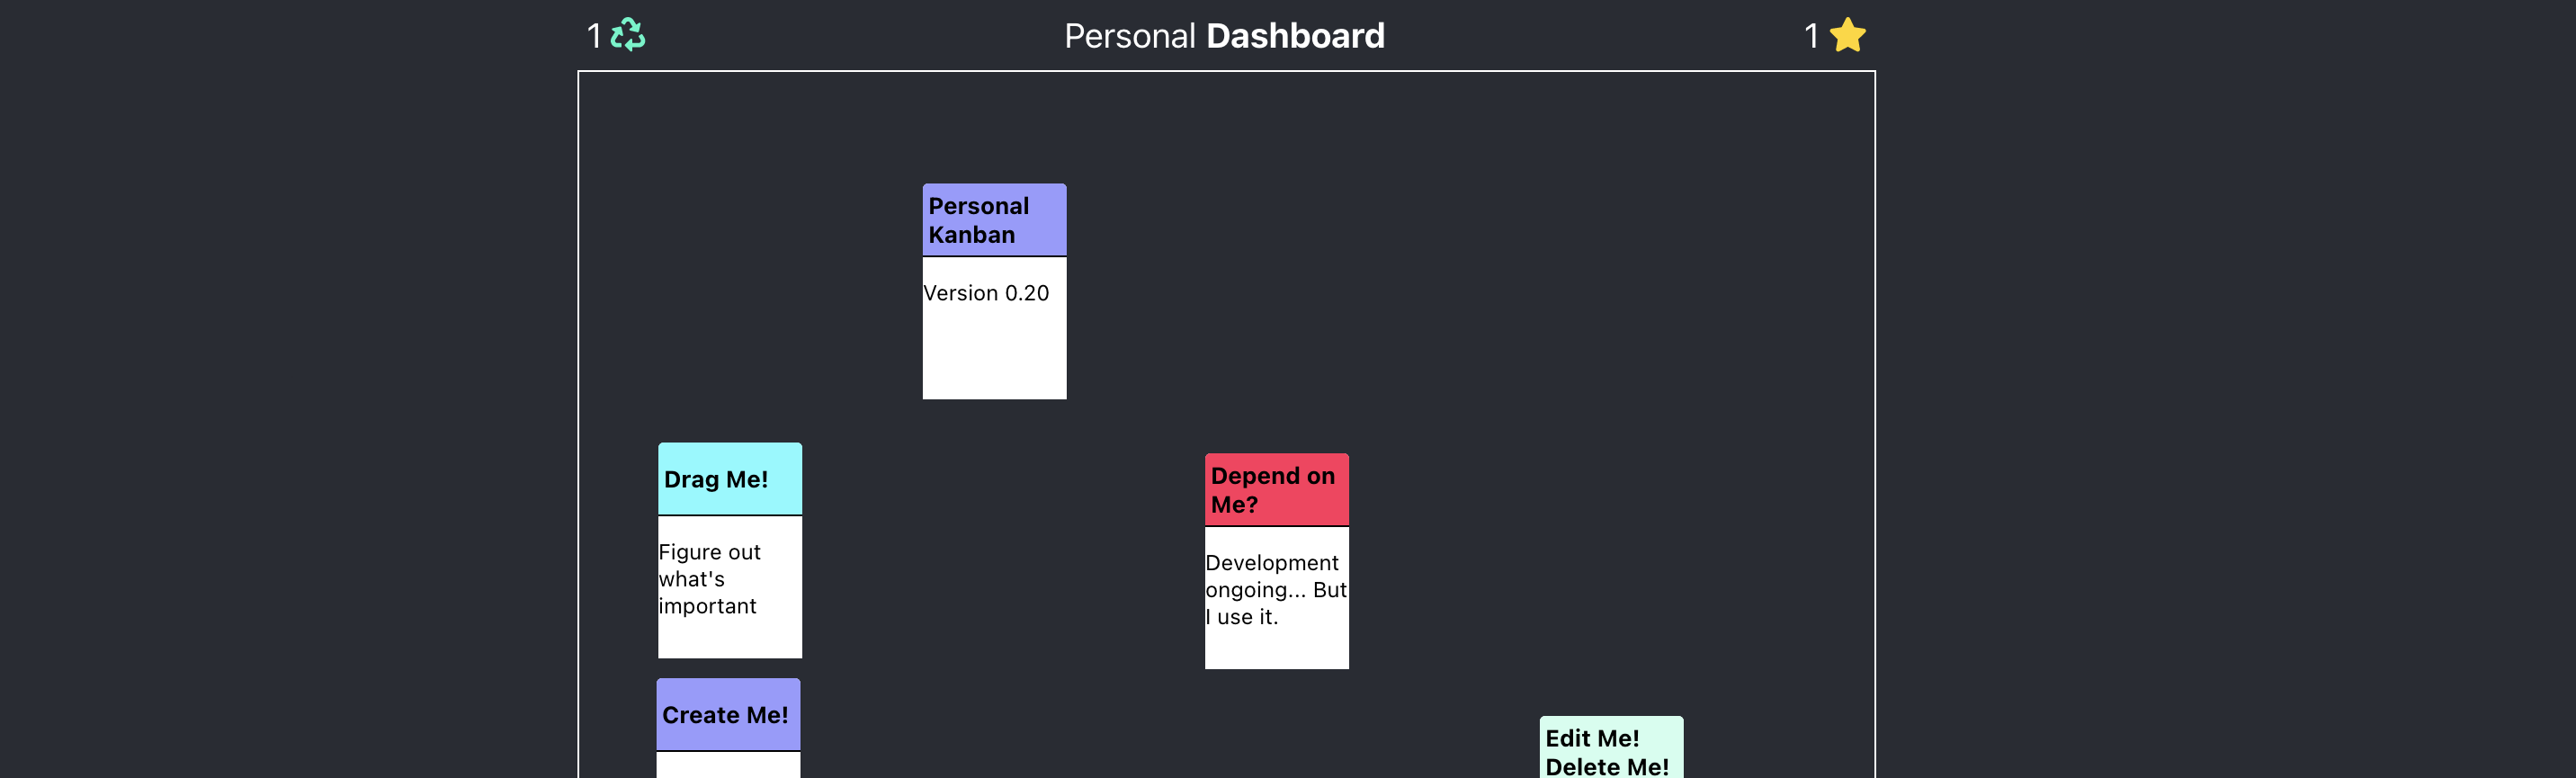 1
Personal Dashboard
1
Personal
Kanban
Version 0.20
Drag Me!
Figure out
what's
important
Depend on
Me?
Development
ongoing... But
I use it.
Create Me!
Edit Me!
Delete Me!